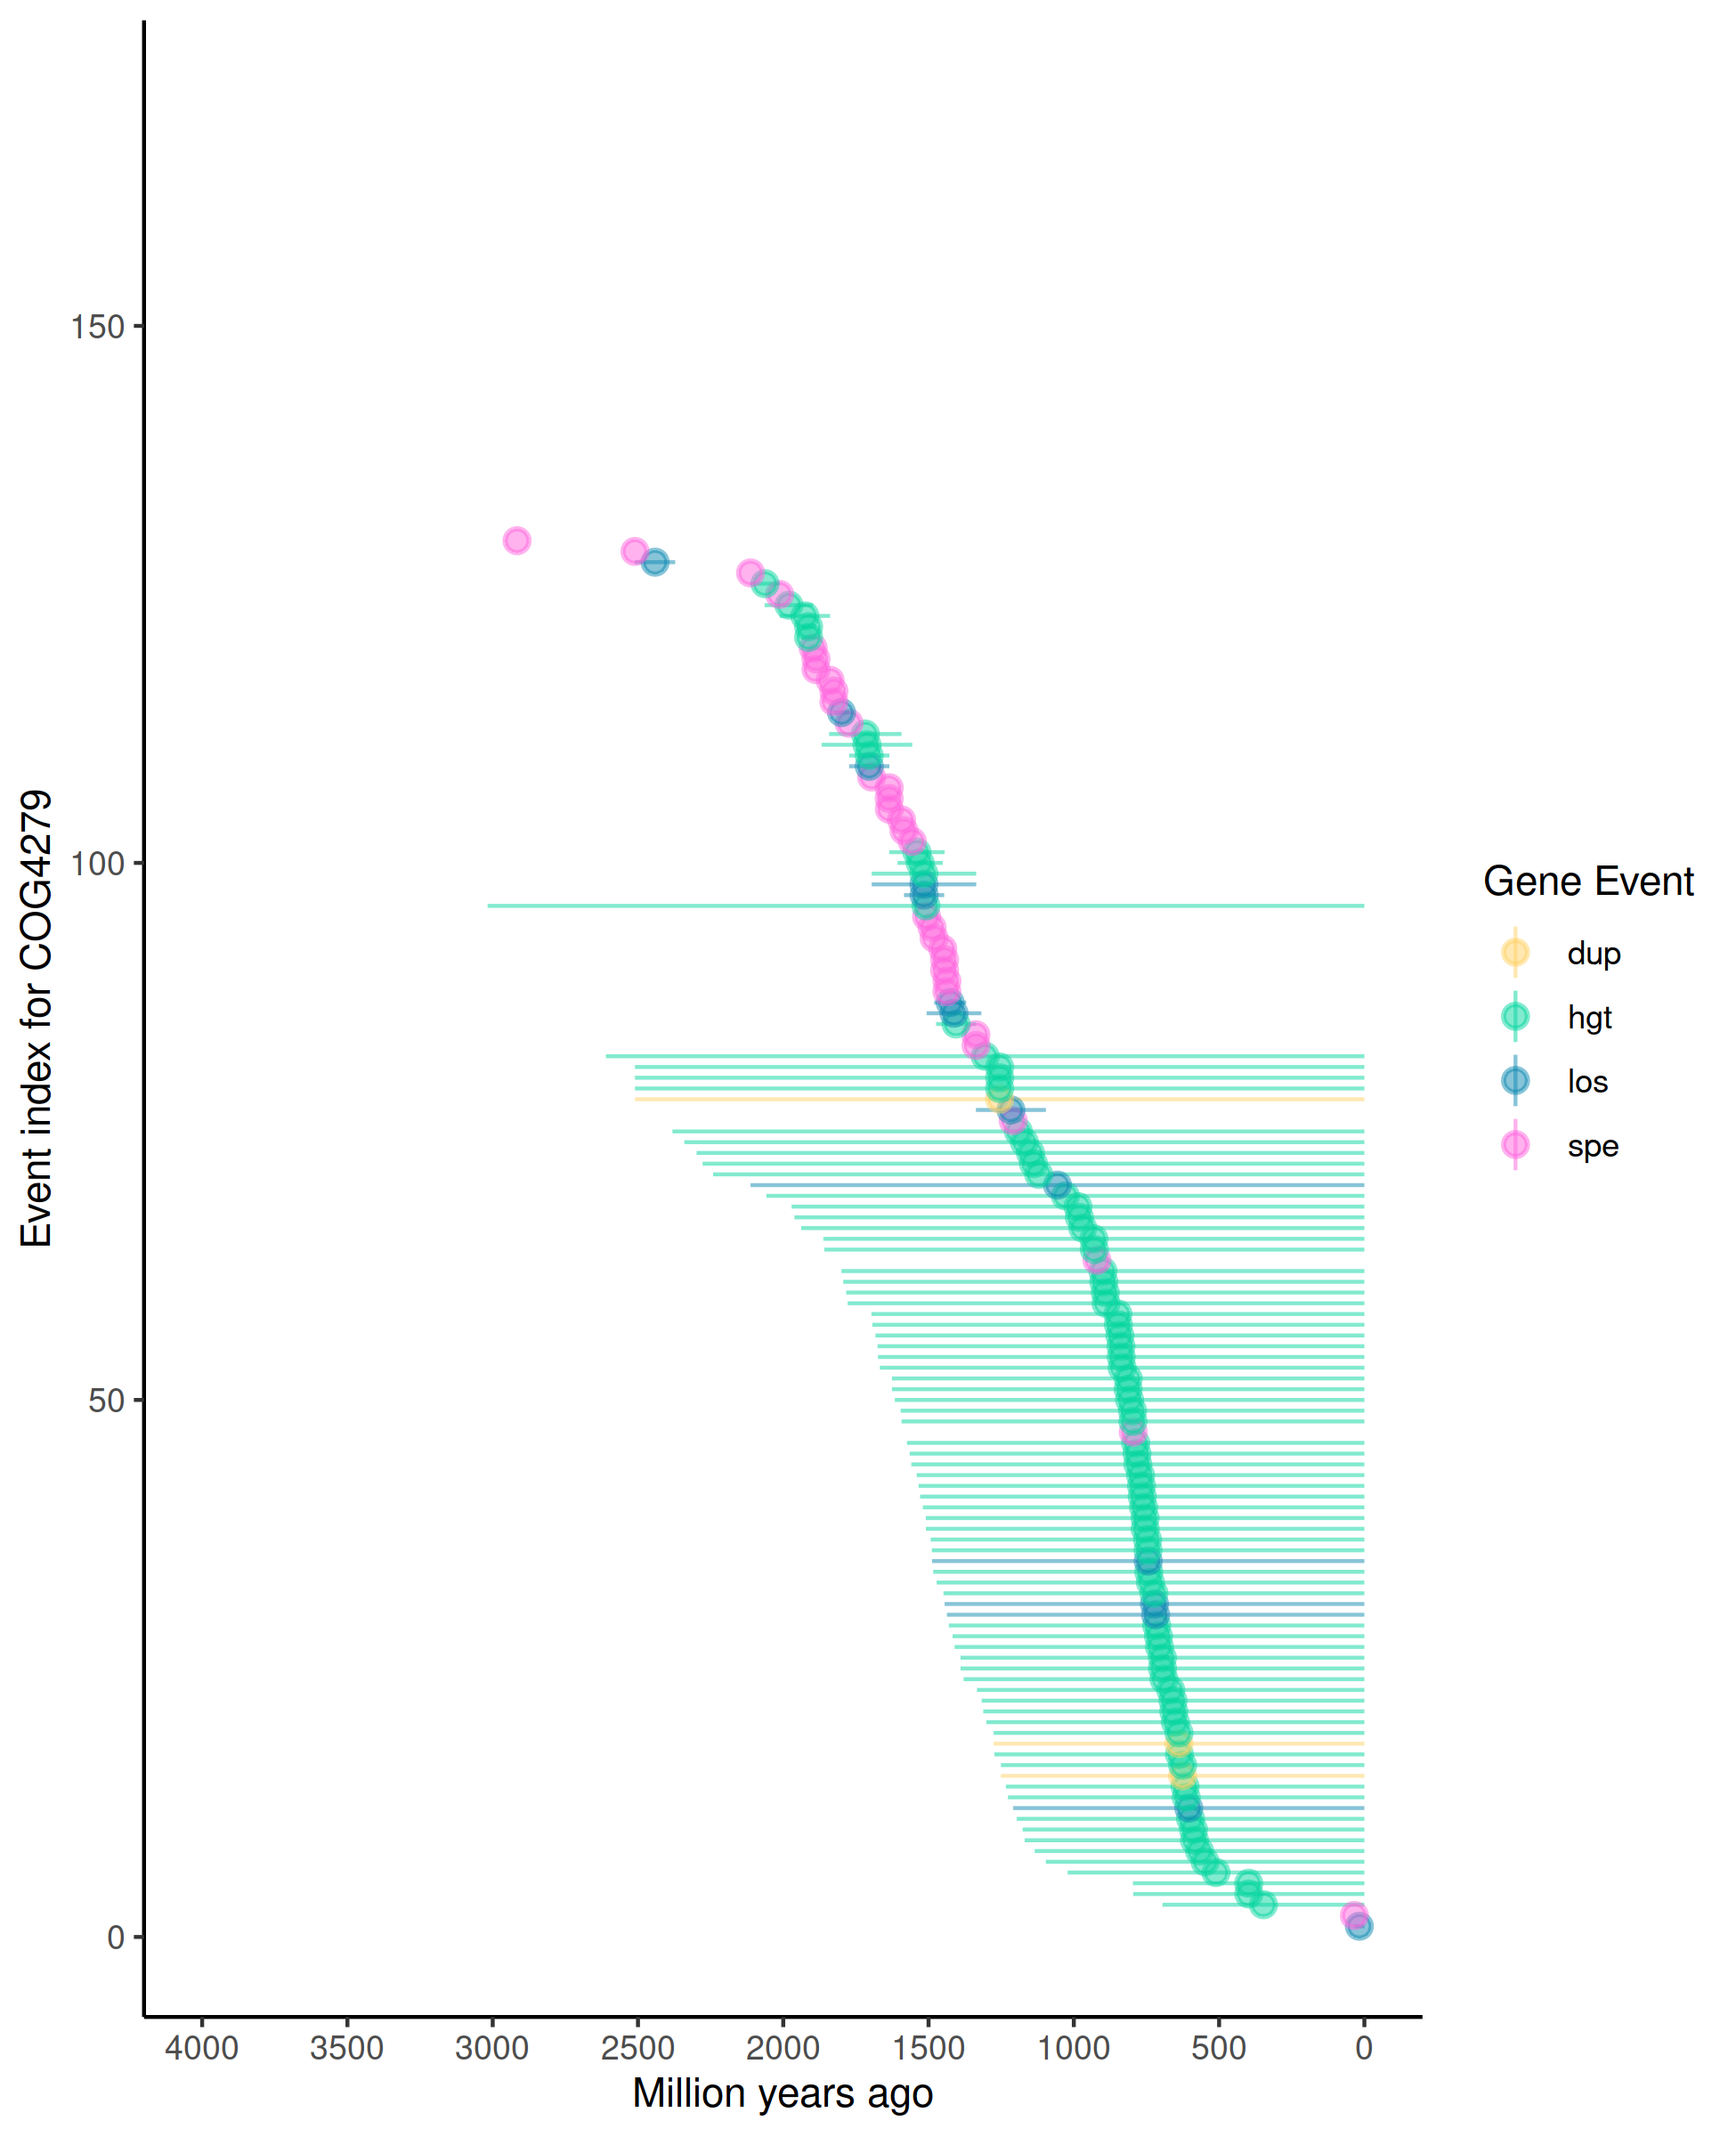 Event index for COG4279
150
100
50
0
4000 3500 3000 2500 2000 1500 1000 500 0
Million years ago
Gene Event
dup
hgt
los
spe